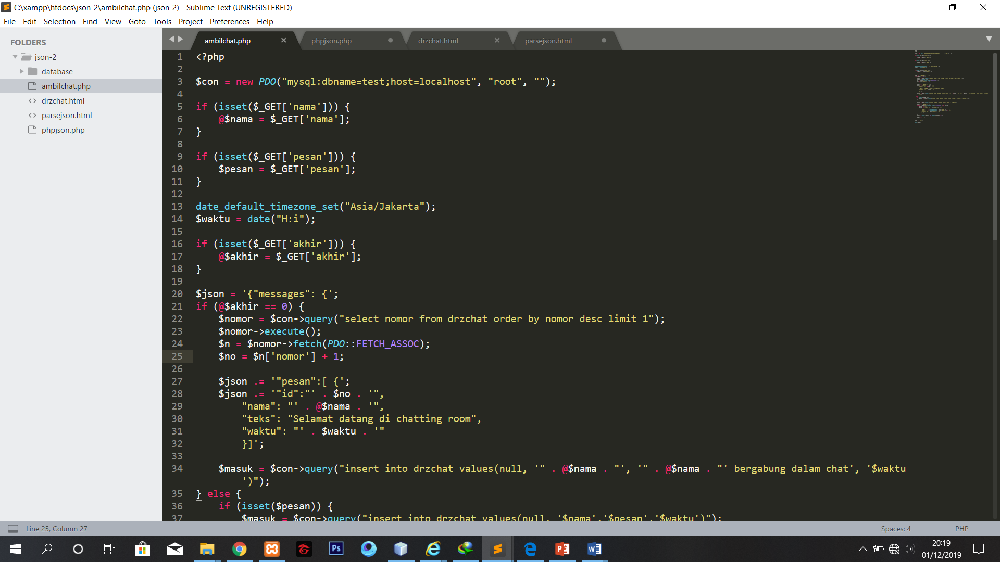 C:\xampp\htdocs\json-2\ambilchat.php (json-2) - Sublime Text (UNREGISTERED)
File Edit Selection Find View Goto Tools Project Preferences Help
FOLDERS
json-2
database
ambilchat.php
drzchat.html
parsejson.html
phpjson.php
ambilchat.php phpjson.php drzchat.html parsejson.html
1 <?php
2
3 $con = new PDO("mysql:dbname=test;host=localhost", "root", "");
4
5 if (isset($_GET['nama'])) {
6     @$nama = $_GET['nama'];
7 }
8
9 if (isset($_GET['pesan'])) {
10     $pesan = $_GET['pesan'];
11 }
12
13 date_default_timezone_set("Asia/Jakarta");
14 $waktu = date("H:i");
15
16 if (isset($_GET['akhir'])) {
17     @$akhir = $_GET['akhir'];
18 }
19
20 $json = '{"messages": {';
21 if (@$akhir == 0) {
22     $nomor = $con->query("select nomor from drzchat order by nomor desc limit 1");
23     $nomor->execute();
24     $n = $nomor->fetch(PDO::FETCH_ASSOC);
25     $no = $n['nomor'] + 1;
26
27     $json .= '"pesan":[ {';
28     $json .= '"id":"' . $no . '",
29         "nama": "' . @$nama . '",
30         "teks": "Selamat datang di chatting room",
31         "waktu": "' . $waktu . '"
32         }]';
33
34     $masuk = $con->query("insert into drzchat values(null, '" . @$nama . "', '" . @$nama . "' bergabung dalam chat', '$waktu
        ')");
35 } else {
36     if (isset($pesan)) {
37         $masuk = $con->query("insert into drzchat values(null, '$nama','$pesan','$waktu')");
Line 25, Column 27
Spaces: 4
PHP
Ps
20:19
01/12/2019